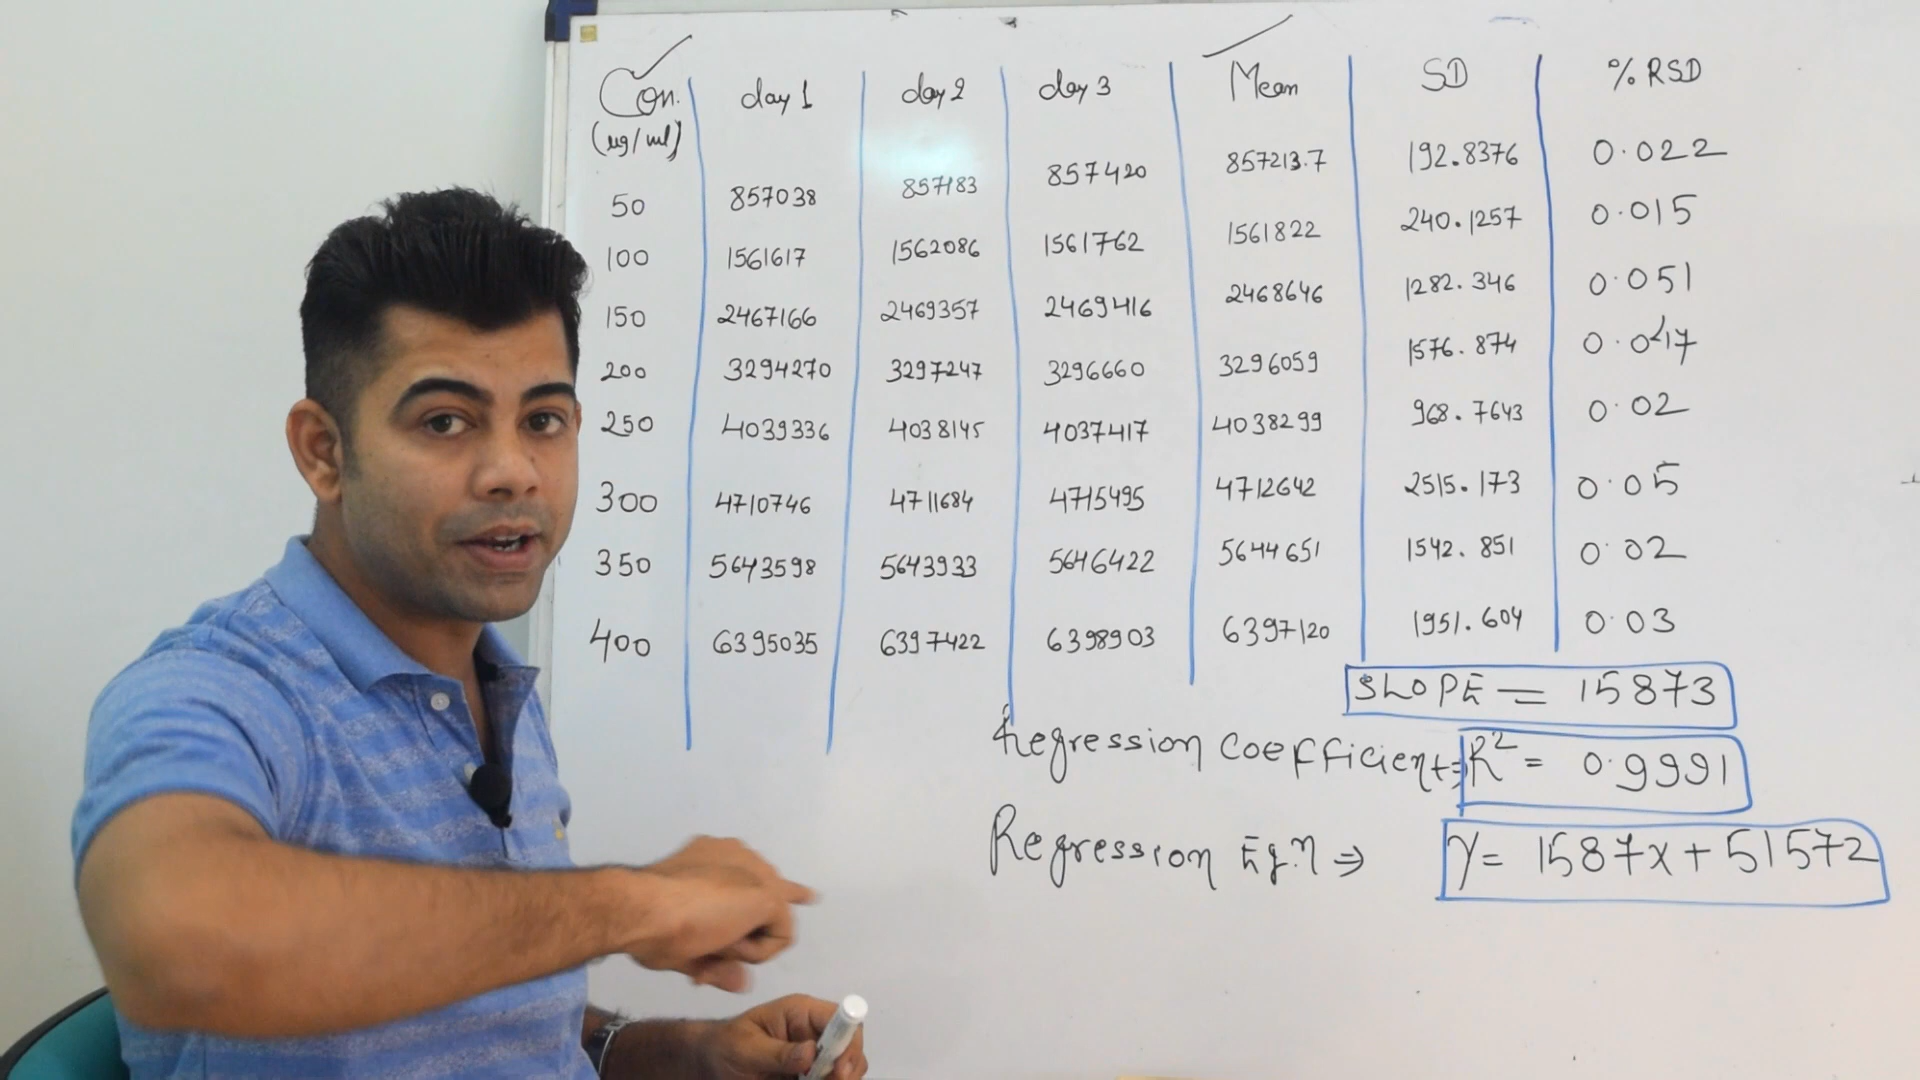 Con. day 1 day 2 day 3 Mean SD % RSD
(ug/ml)
50 857038 857183 857420 857213.7 192.8376 0.022
100 1561617 1562086 1561762 1561822 240.1257 0.015
150 2467166 2469357 2469416 2468646 1282.346 0.051
200 3294270 3297247 3296660 3296059 1576.874 0.047
250 4039336 4038145 4037417 4038299 968.7643 0.02
300 4710746 4711684 4715495 4712642 2515.173 0.05
350 5643598 5643933 5646422 5644651 1542.851 0.02
400 6395035 6397422 6398903 6397120 1951.604 0.03
SLOPE = 15873
Regression coefficient⇒ R² = 0.9991
Regression Eq.n ⇒ Y = 1587x + 51572